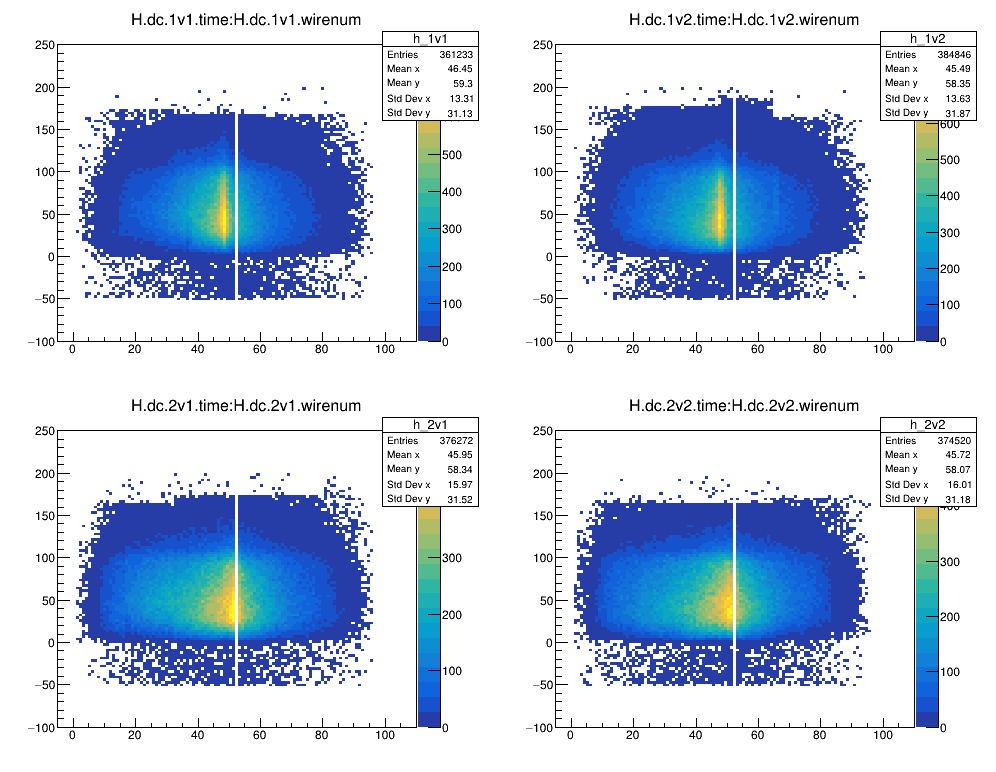 H.dc.1v1.time:H.dc.1v1.wirenum
h_1v1
Entries 361233
Mean x 46.45
Mean y 59.3
Std Dev x 13.31
Std Dev y 31.13
250
200
150
100
50
0
−50
−100
0 20 40 60 80 100
500
400
300
200
100
0
H.dc.1v2.time:H.dc.1v2.wirenum
h_1v2
Entries 384846
Mean x 45.49
Mean y 58.35
Std Dev x 13.63
Std Dev y 31.87
250
200
150
100
50
0
−50
−100
0 20 40 60 80 100
600
500
400
300
200
100
0
H.dc.2v1.time:H.dc.2v1.wirenum
h_2v1
Entries 376272
Mean x 45.95
Mean y 58.34
Std Dev x 15.97
Std Dev y 31.52
250
200
150
100
50
0
−50
−100
0 20 40 60 80 100
300
200
100
0
H.dc.2v2.time:H.dc.2v2.wirenum
h_2v2
Entries 374520
Mean x 45.72
Mean y 58.07
Std Dev x 16.01
Std Dev y 31.18
250
200
150
100
50
0
−50
−100
0 20 40 60 80 100
400
300
200
100
0